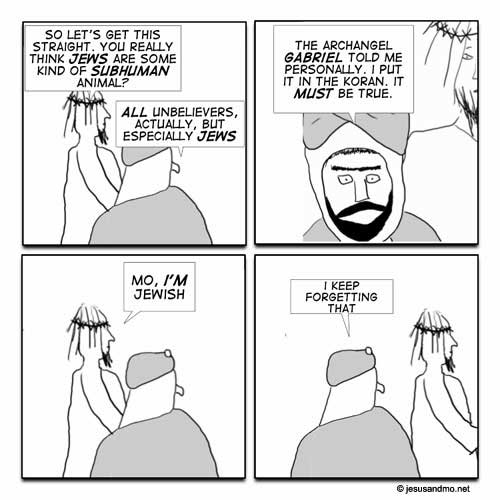 SO LET'S GET THIS
STRAIGHT. YOU REALLY
THINK JEWS ARE SOME
KIND OF SUBHUMAN
ANIMAL?
ALL UNBELIEVERS,
ACTUALLY, BUT
ESPECIALLY JEWS
THE ARCHANGEL
GABRIEL TOLD ME
PERSONALLY. I PUT
IT IN THE KORAN. IT
MUST BE TRUE.
MO, I'M
JEWISH
I KEEP
FORGETTING
THAT
© jesusandmo.net